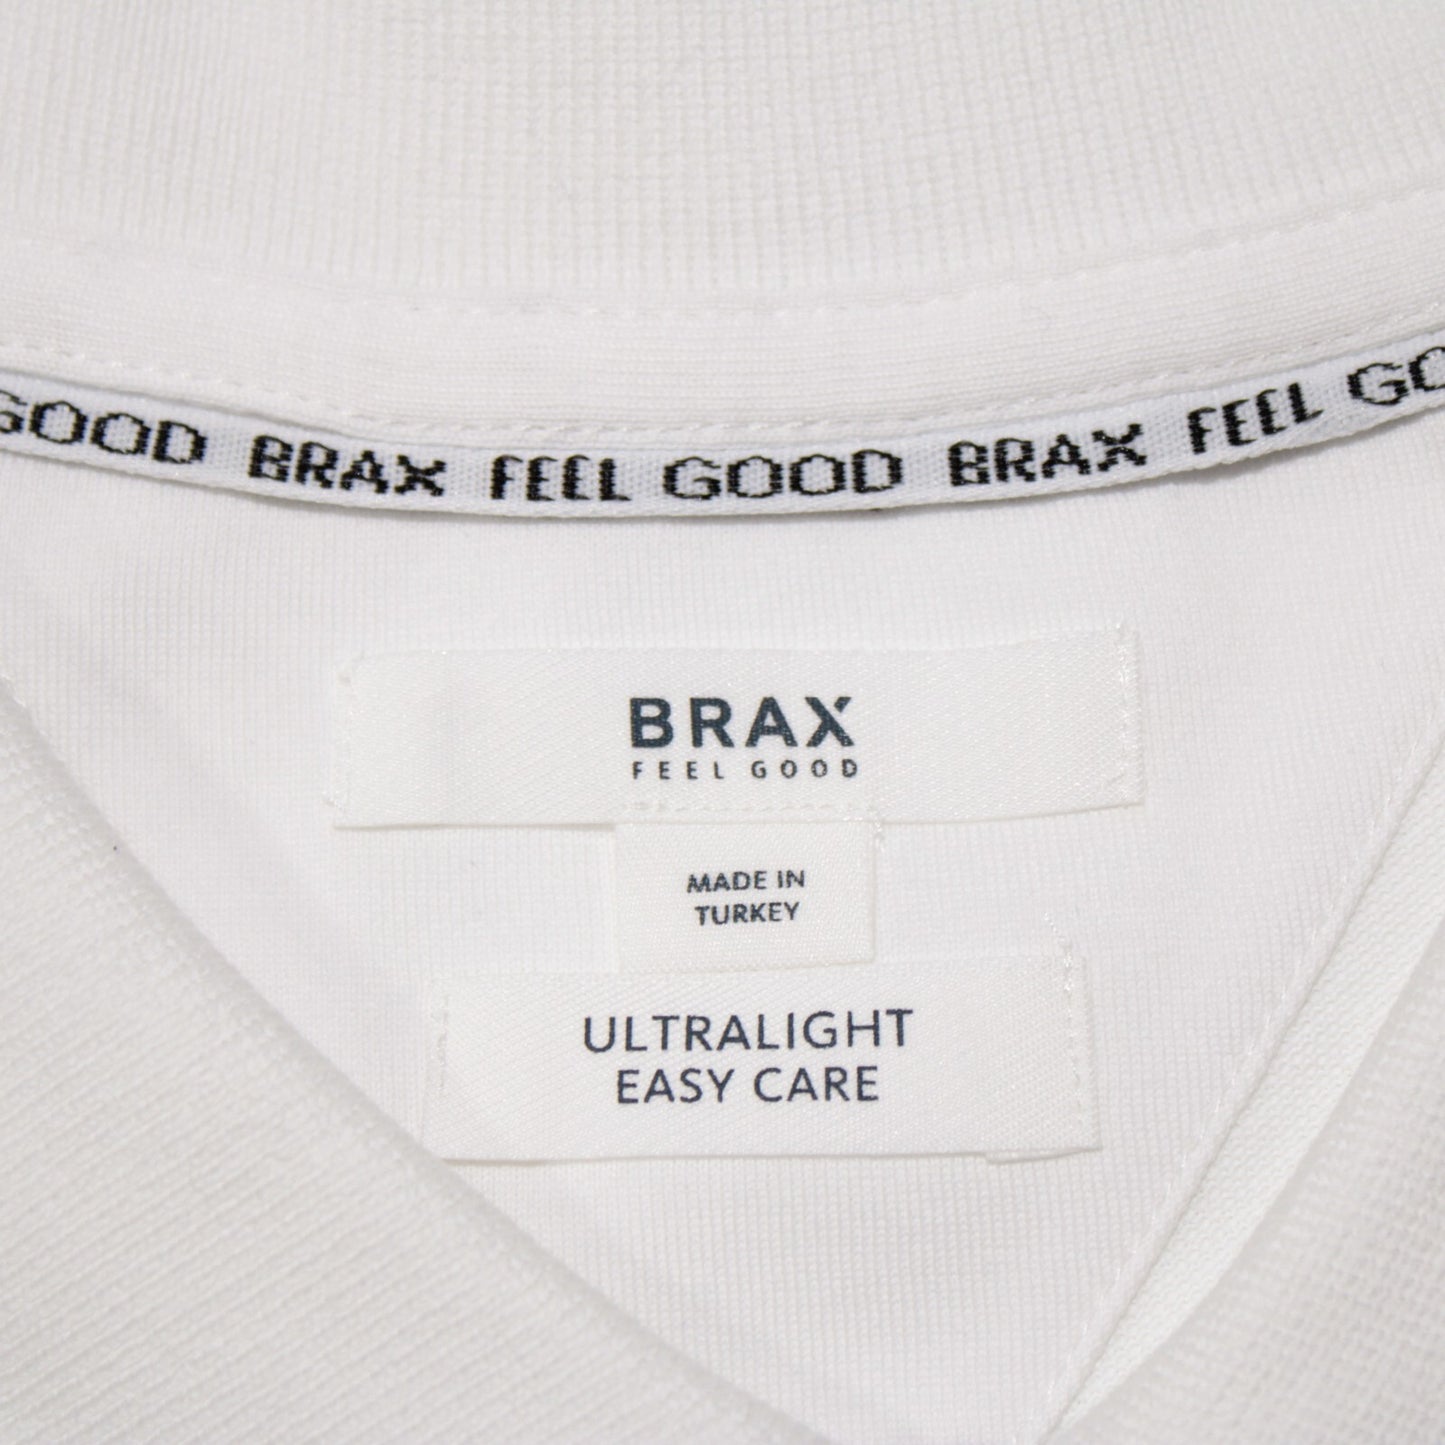 GOOD BRAX FEEL GOOD BRAX FEEL GO
BRAX
FEEL GOOD
MADE IN
TURKEY
ULTRALIGHT
EASY CARE